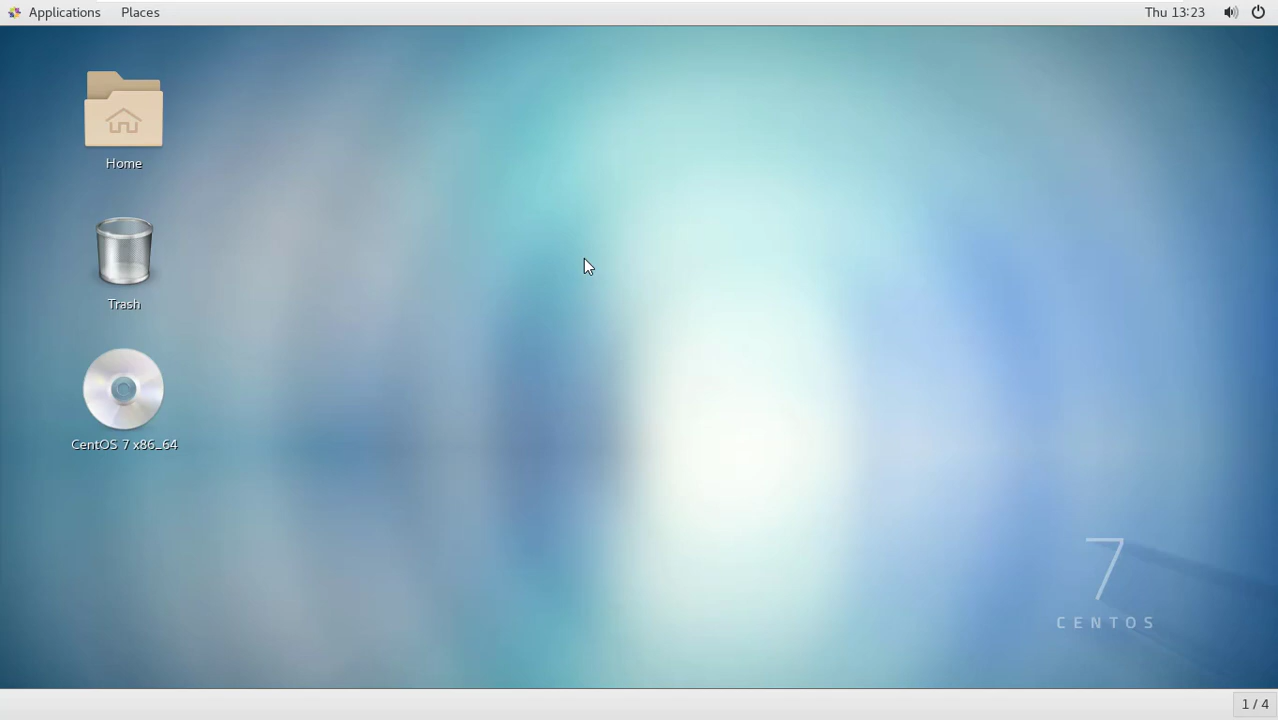 Applications Places Thu 13:23
Home
Trash
CentOS 7 x86_64
7
CENTOS
1 / 4